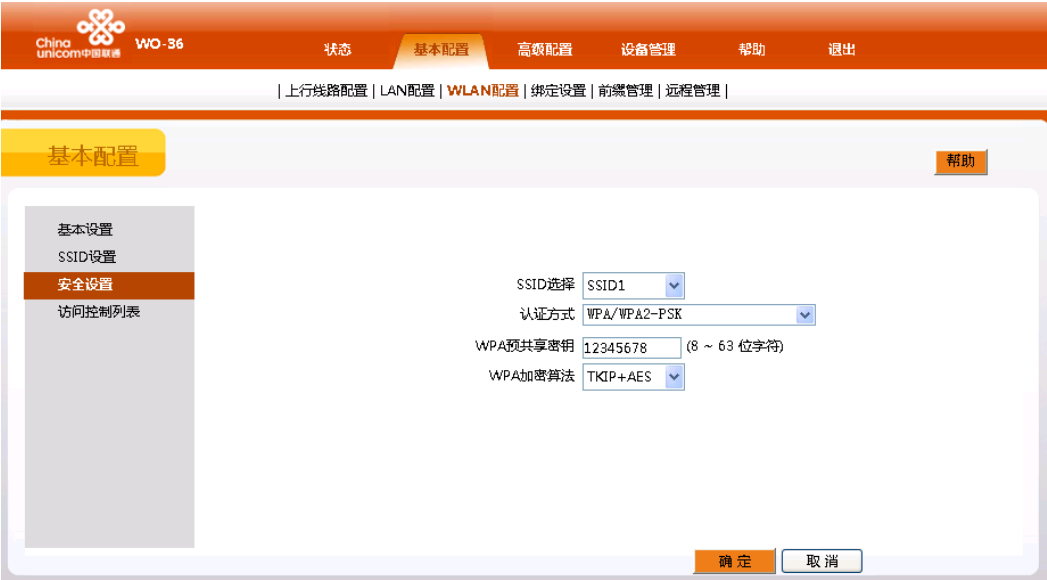 China
unicom中国联通
WO-36
状态 基本配置 高级配置 设备管理 帮助 退出
| 上行线路配置 | LAN配置 | WLAN配置 | 绑定设置 | 前缀管理 | 远程管理 |
基本配置
帮助
基本设置
SSID设置
安全设置
访问控制列表
SSID选择 SSID1
认证方式 WPA/WPA2-PSK
WPA预共享密钥 12345678 (8 ~ 63 位字符)
WPA加密算法 TKIP+AES
确 定 取 消